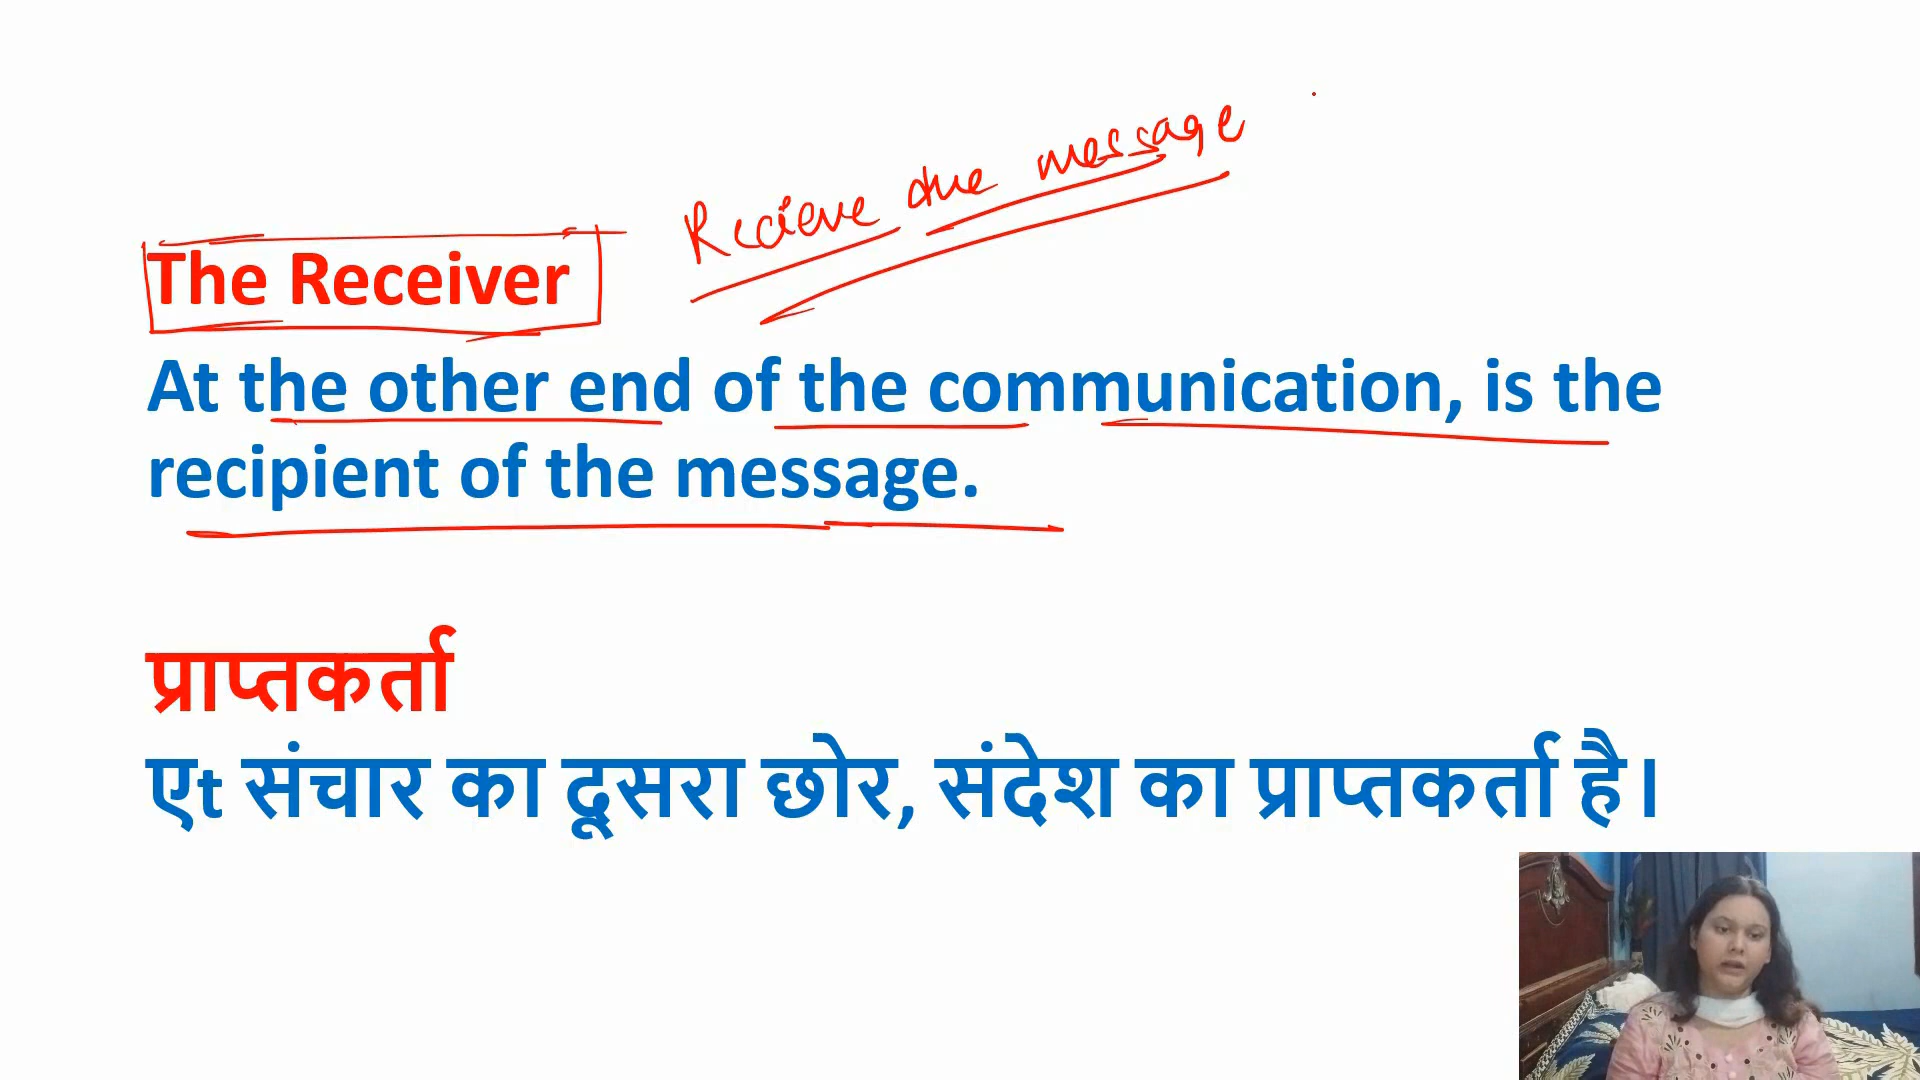 Recieve the message
The Receiver
At the other end of the communication, is the
recipient of the message.
प्राप्तकर्ता
एt संचार का दूसरा छोर, संदेश का प्राप्तकर्ता है।